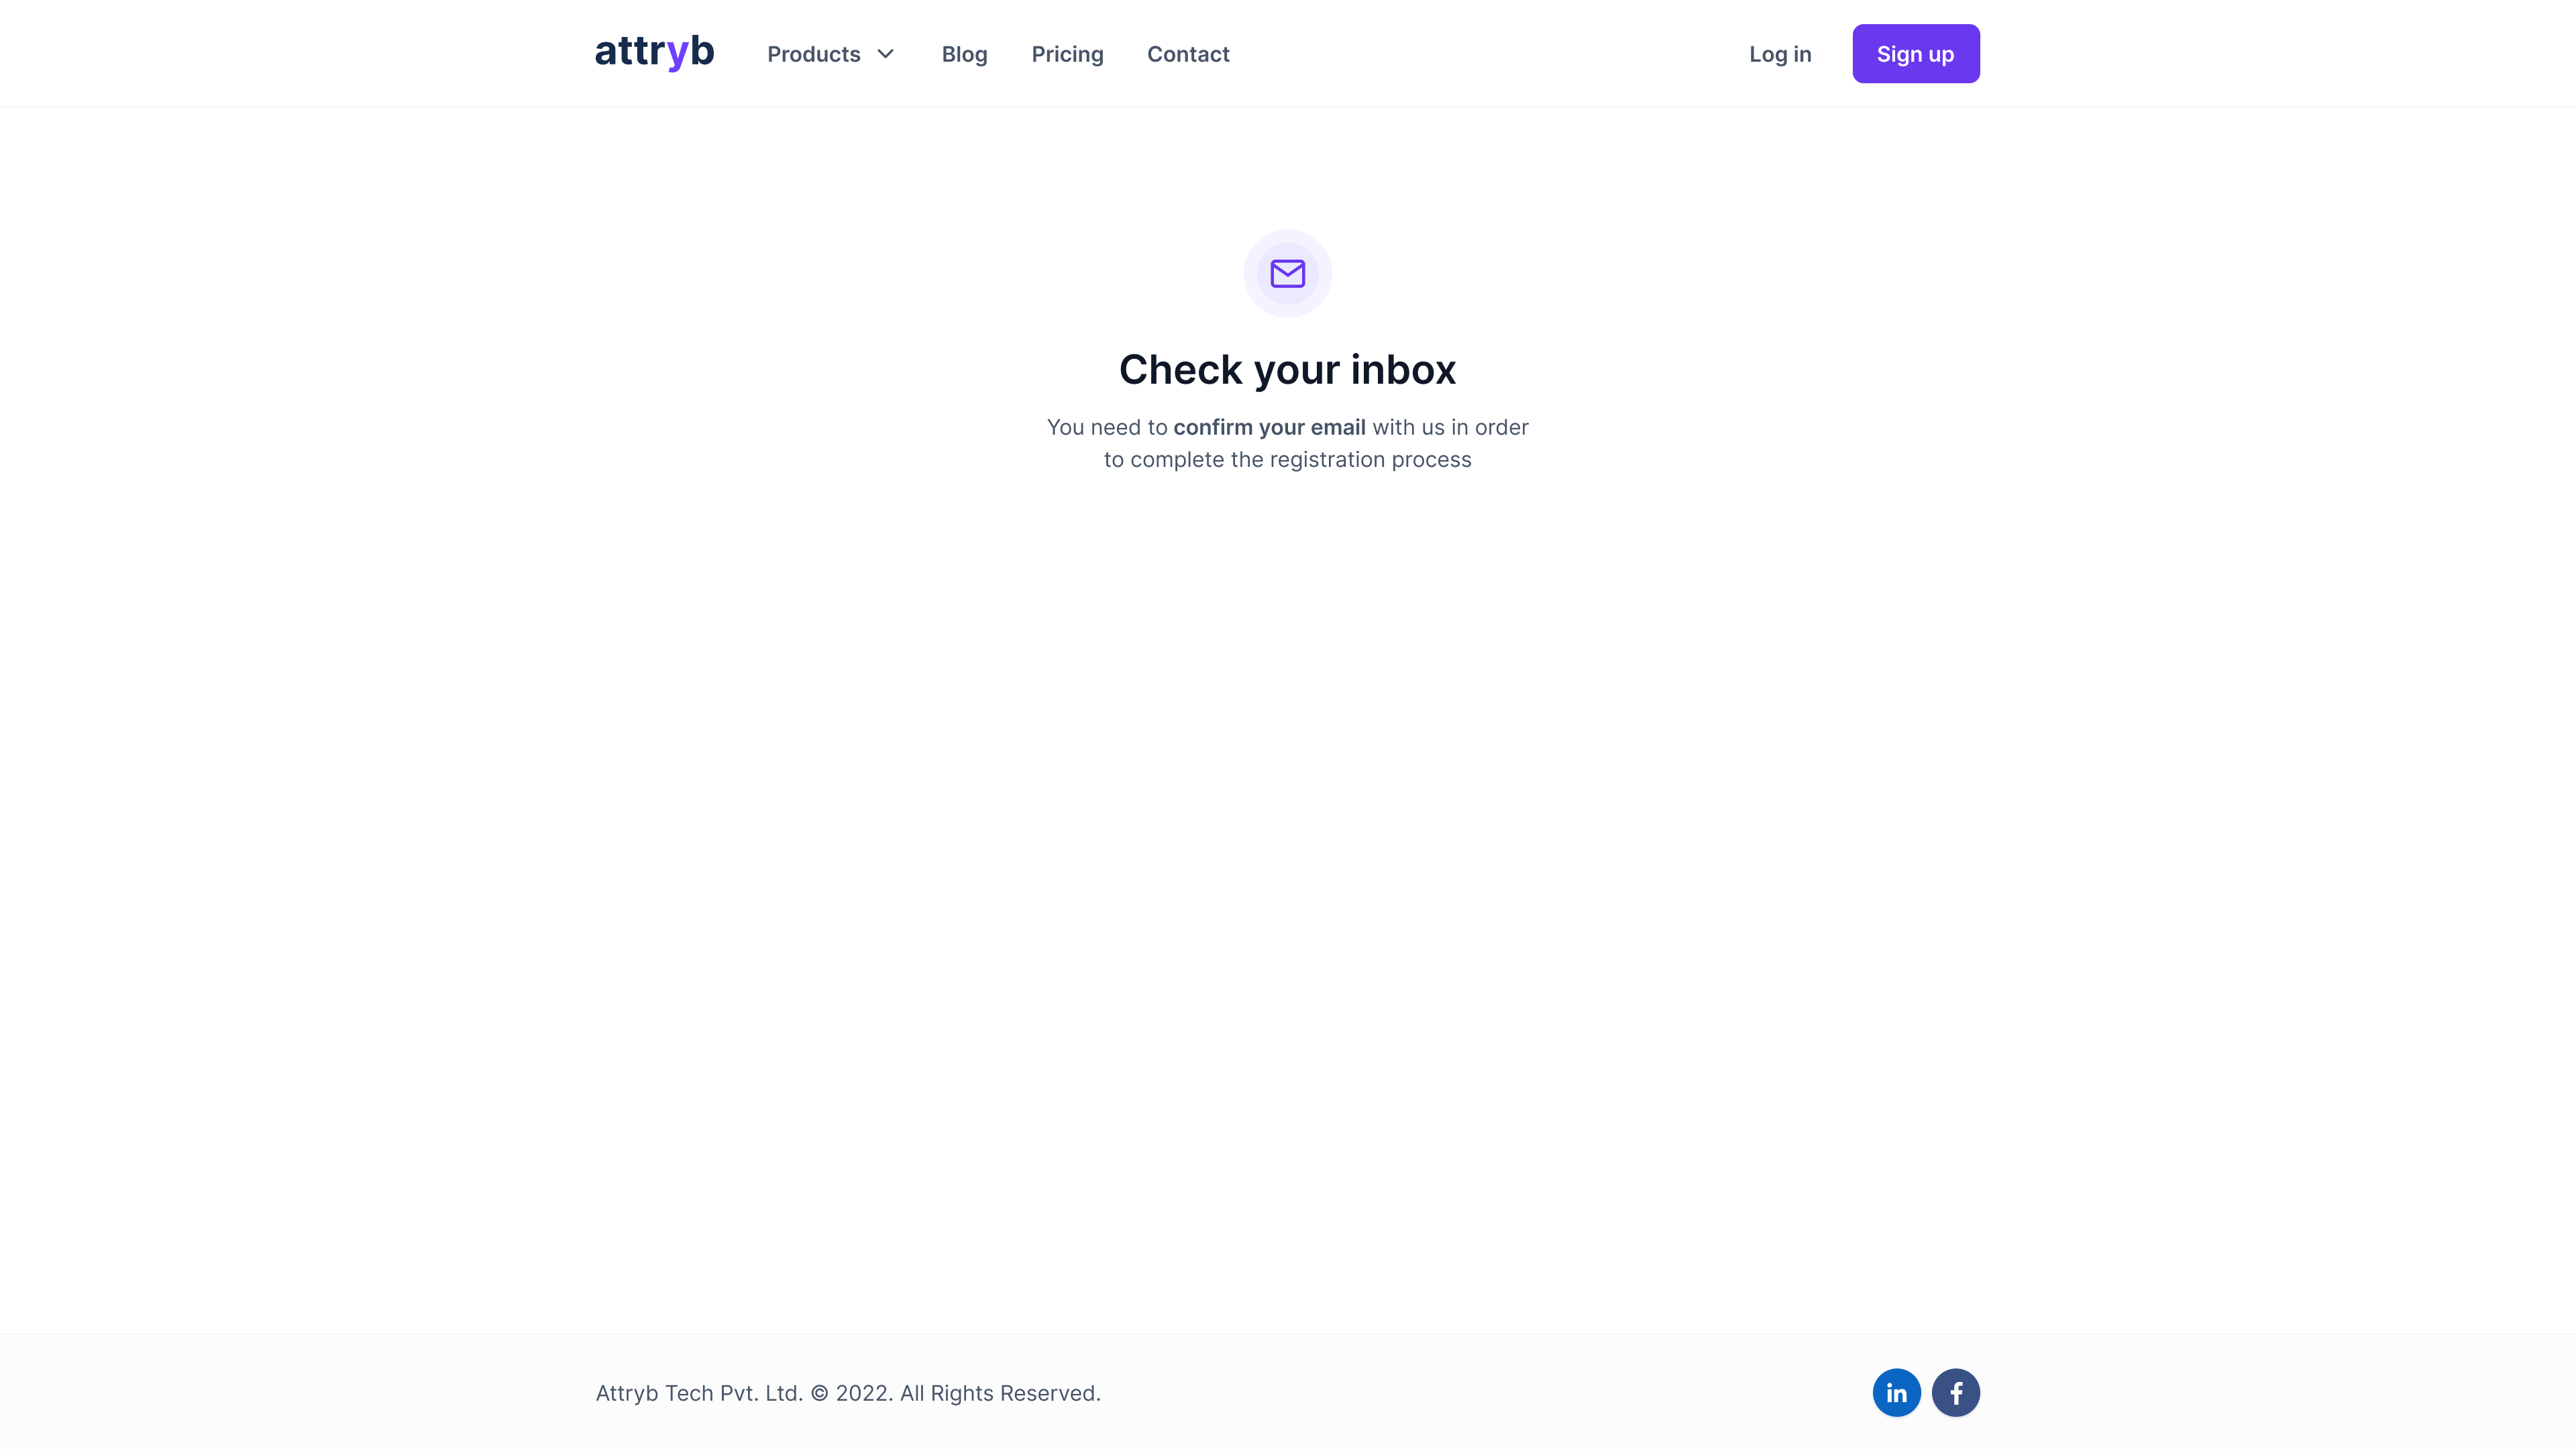 attryb
Products
Blog
Pricing
Contact
Log in
Sign up
Check your inbox
You need to confirm your email with us in order
to complete the registration process
Attryb Tech Pvt. Ltd. © 2022. All Rights Reserved.
in
f